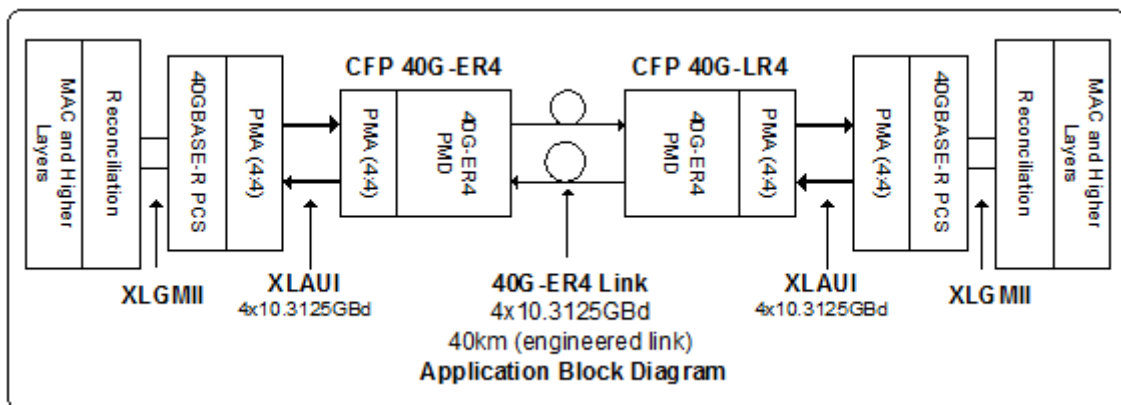 CFP 40G-ER4
CFP 40G-LR4
MAC and Higher
Layers
Reconciliation
40GBASE-R PCS
PMA (4:4)
PMA (4:4)
40G-ER4
PMD
40G-ER4
PMD
PMA (4:4)
PMA (4:4)
40GBASE-R PCS
Reconciliation
MAC and Higher
Layers
XLGMII
XLAUI
4x10.3125GBd
40G-ER4 Link
4x10.3125GBd
40km (engineered link)
XLAUI
4x10.3125GBd
XLGMII
Application Block Diagram